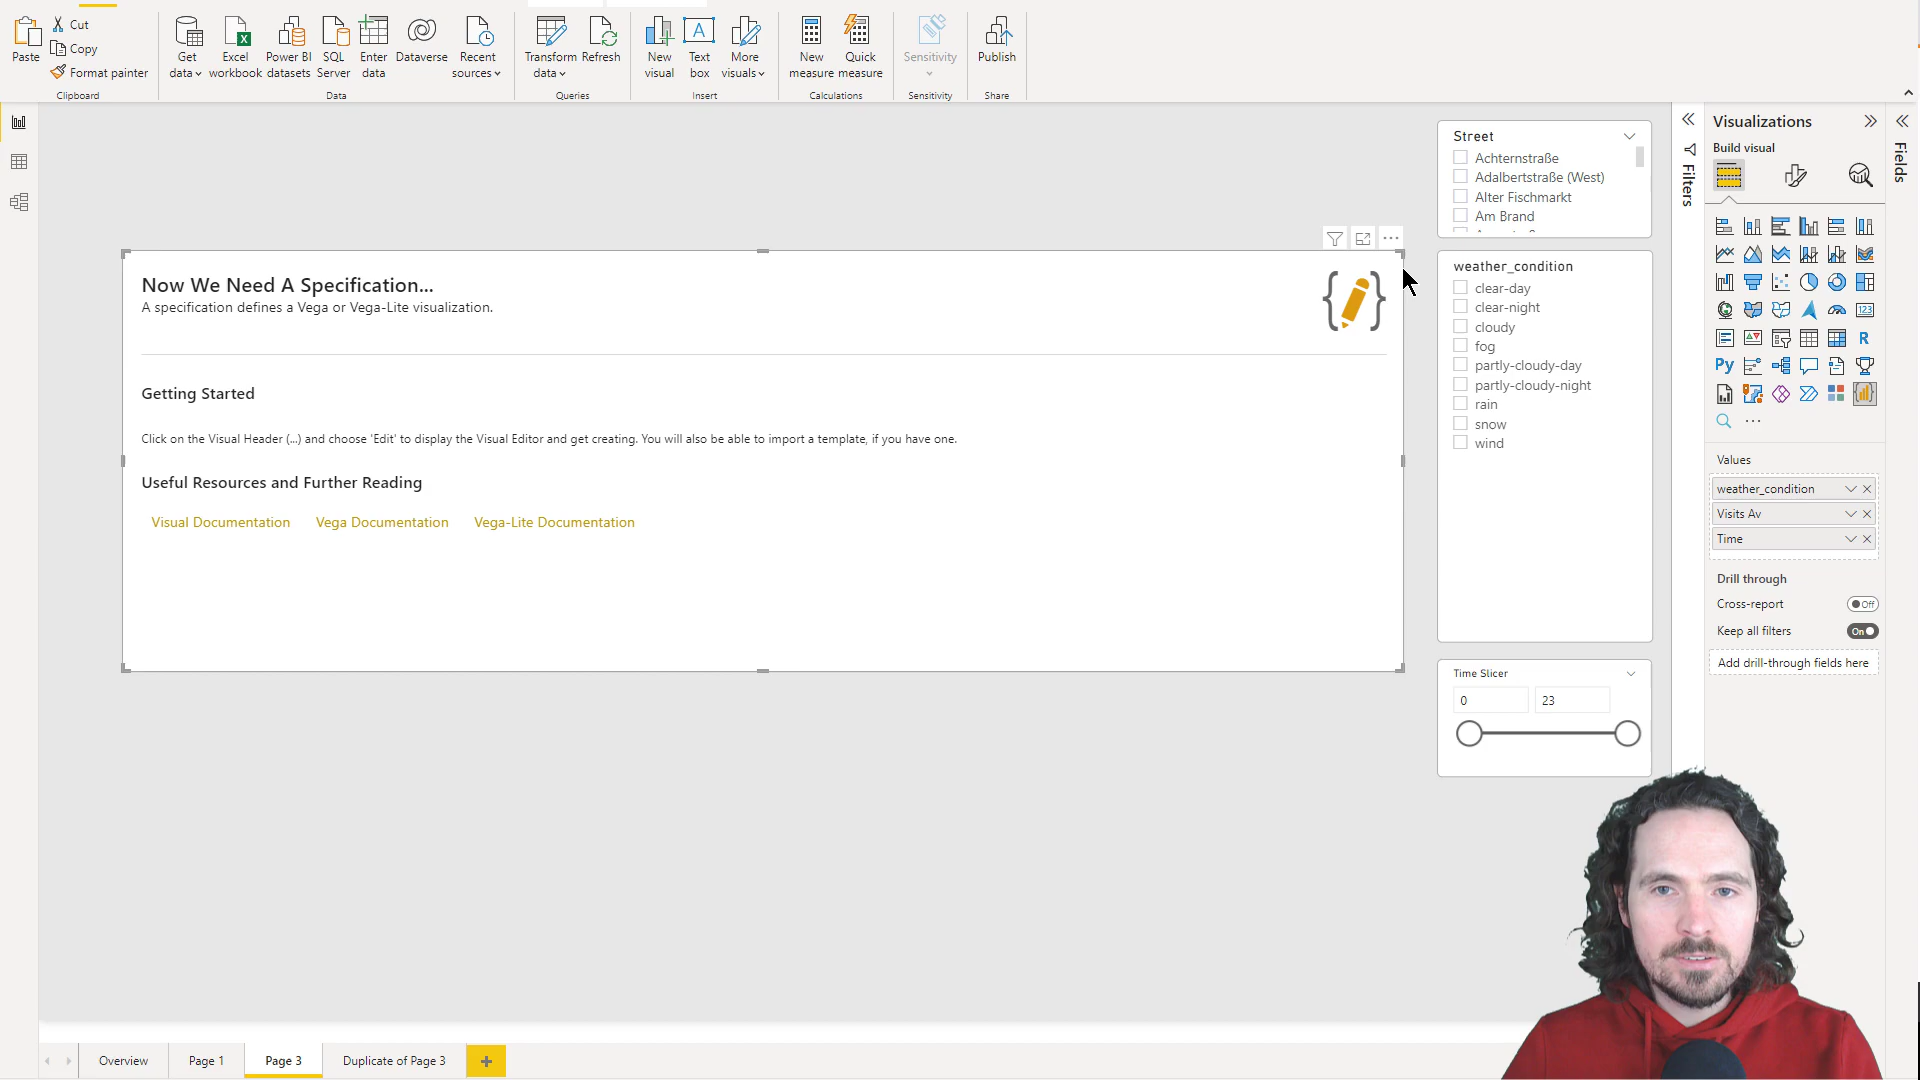 Paste
Cut
Copy
Format painter
Clipboard
Get data
Excel workbook
Power BI datasets
SQL Server
Enter data
Dataverse
Recent sources
Data
Transform data
Refresh
Queries
New visual
Text box
More visuals
Insert
New measure
Quick measure
Calculations
Sensitivity
Sensitivity
Publish
Share
Now We Need A Specification...
A specification defines a Vega or Vega-Lite visualization.
Getting Started
Click on the Visual Header (...) and choose 'Edit' to display the Visual Editor and get creating. You will also be able to import a template, if you have one.
Useful Resources and Further Reading
Visual Documentation
Vega Documentation
Vega-Lite Documentation
Street
Achternstraße
Adalbertstraße (West)
Alter Fischmarkt
Am Brand
weather_condition
clear-day
clear-night
cloudy
fog
partly-cloudy-day
partly-cloudy-night
rain
snow
wind
Time Slicer
0
23
Filters
Visualizations
Build visual
123
R
Py
Values
weather_condition
Visits Av
Time
Drill through
Cross-report
Off
Keep all filters
On
Add drill-through fields here
Fields
Overview
Page 1
Page 3
Duplicate of Page 3